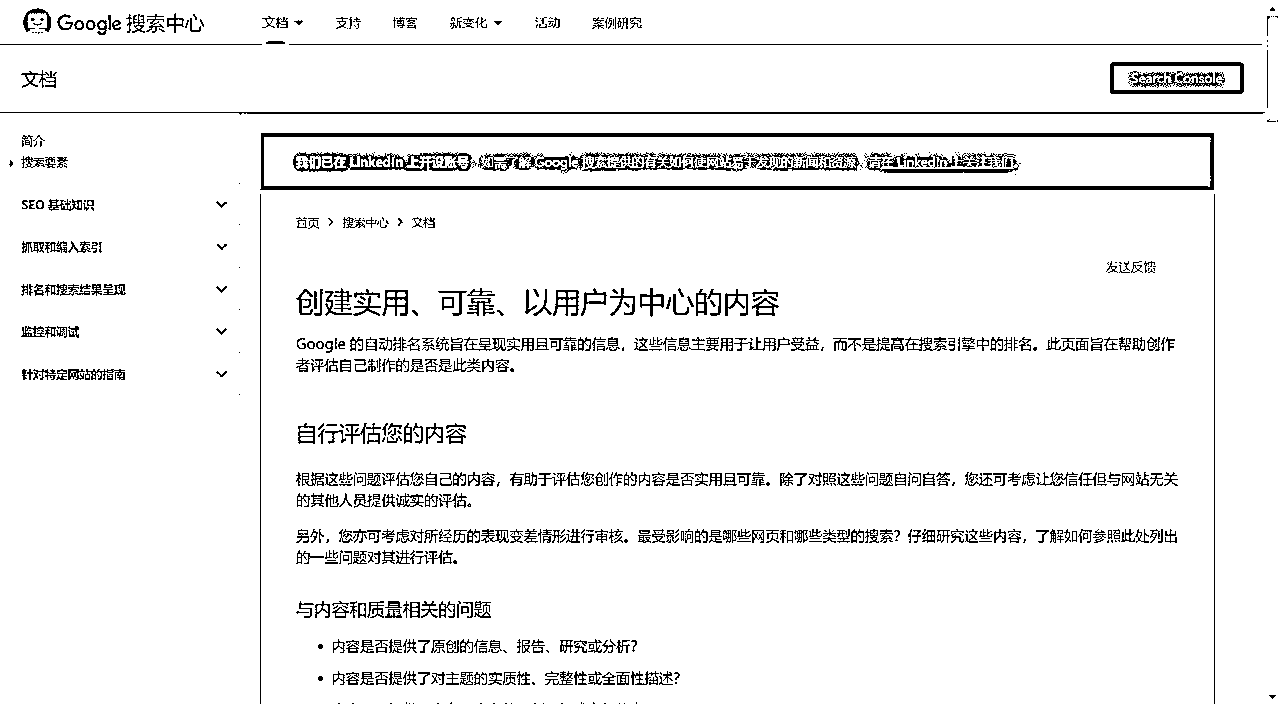 Google 搜索中心
文档 支持 博客 新变化 活动 案例研究
文档
Search Console
简介
搜索要素
SEO 基础知识
抓取和编入索引
排名和搜索结果呈现
监控和调试
针对特定网站的指南
我们已在 LinkedIn 上开设账号：如需了解 Google 搜索提供的有关如何使网站易于发现的新闻和资源，请在 LinkedIn 上关注我们。
首页 > 搜索中心 > 文档
发送反馈
创建实用、可靠、以用户为中心的内容
Google 的自动排名系统旨在呈现实用且可靠的信息，这些信息主要用于让用户受益，而不是提高在搜索引擎中的排名。此页面旨在帮助创作
者评估自己制作的是否是此类内容。
自行评估您的内容
根据这些问题评估您自己的内容，有助于评估您创作的内容是否实用且可靠。除了对照这些问题自问自答，您还可考虑让您信任但与网站无关
的其他人员提供诚实的评估。
另外，您亦可考虑对所经历的表现变差情形进行审核。最受影响的是哪些网页和哪些类型的搜索？仔细研究这些内容，了解如何参照此处列出
的一些问题对其进行评估。
与内容和质量相关的问题
• 内容是否提供了原创的信息、报告、研究或分析？
• 内容是否提供了对主题的实质性、完整性或全面性描述？